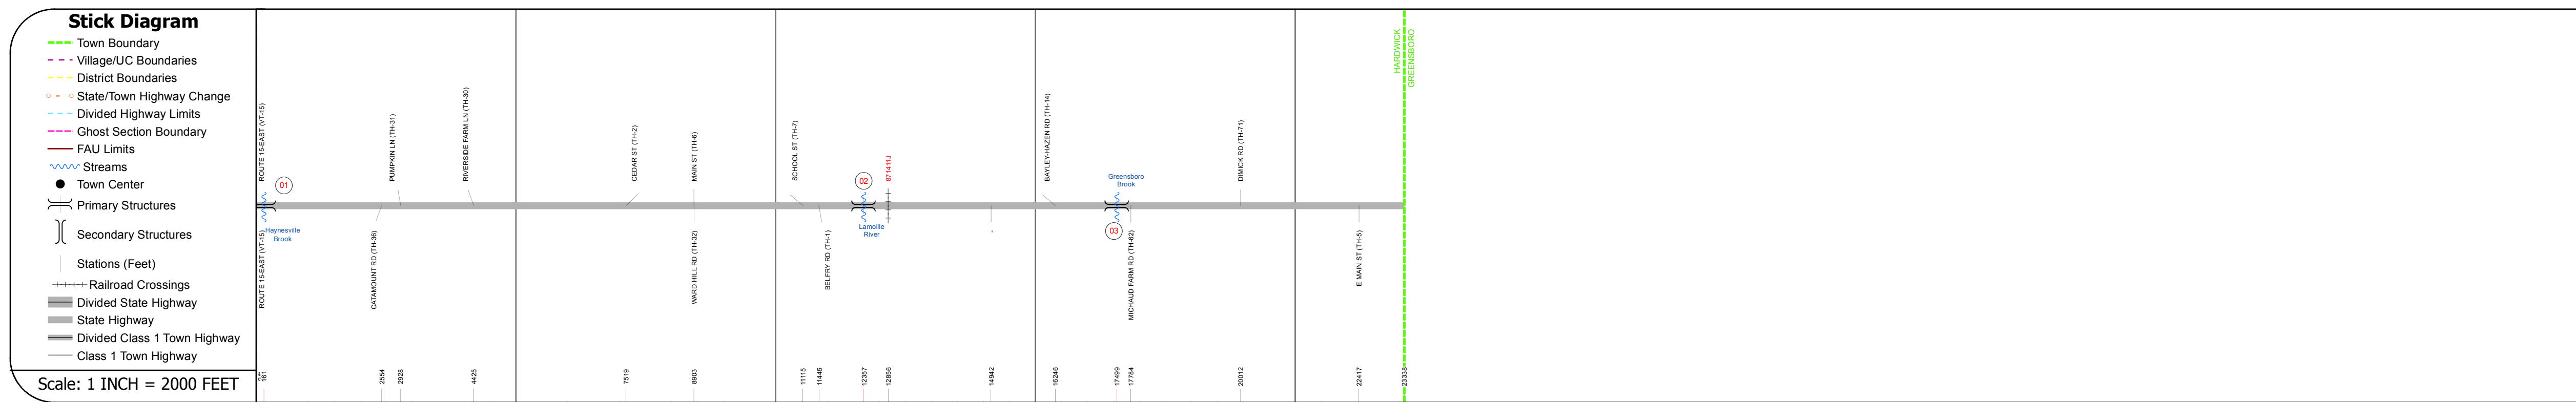 Stick Diagram
Town Boundary
Village/UC Boundaries
District Boundaries
State/Town Highway Change
Divided Highway Limits
Ghost Section Boundary
FAU Limits
Streams
Town Center
Primary Structures
Secondary Structures
Stations (Feet)
Railroad Crossings
Divided State Highway
State Highway
Divided Class 1 Town Highway
Class 1 Town Highway
Scale: 1 INCH = 2000 FEET
ROUTE 15-EAST (VT-15)
01
PUMPKIN LN (TH-31)
RIVERSIDE FARM LN (TH-30)
CEDAR ST (TH-2)
MAIN ST (TH-6)
SCHOOL ST (TH-7)
02
871411J
BAYLEY-HAZEN RD (TH-14)
Greensboro
Brook
DIMICK RD (TH-71)
HARDWICK
GREENSBORO
ROUTE 15-EAST (VT-15)
Haynesville
Brook
CATAMOUNT RD (TH-36)
WARD HILL RD (TH-32)
BELFRY RD (TH-1)
Lamoille
River
03
MICHAUD FARM RD (TH-62)
E MAIN ST (TH-5)
161
2554
2928
4425
7519
8903
11115
11445
12357
12856
14942
16246
17499
17784
20012
22417
23338